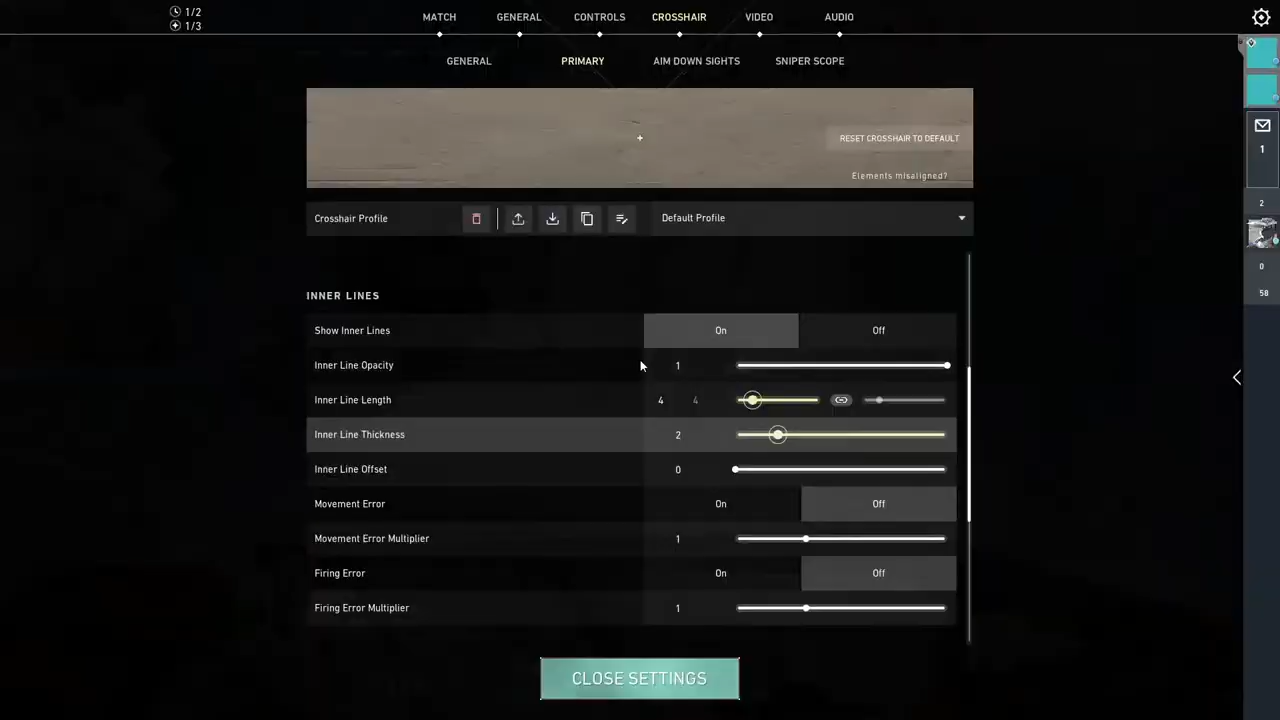 1/2
1/3
MATCH GENERAL CONTROLS CROSSHAIR VIDEO AUDIO
GENERAL PRIMARY AIM DOWN SIGHTS SNIPER SCOPE
RESET CROSSHAIR TO DEFAULT
Elements misaligned?
Crosshair Profile Default Profile
1
2
0
58
INNER LINES
Show Inner Lines On Off
Inner Line Opacity 1
Inner Line Length 4 4
Inner Line Thickness 2
Inner Line Offset 0
Movement Error On Off
Movement Error Multiplier 1
Firing Error On Off
Firing Error Multiplier 1
CLOSE SETTINGS